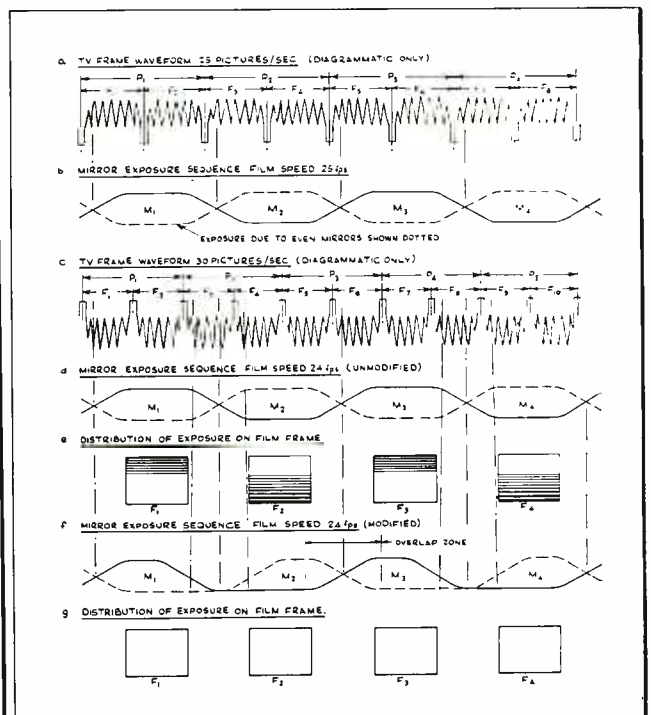 a TV FRAME WAVEFORM 25 PICTURES/SEC (DIAGRAMMATIC ONLY)
P1 P2 P3
F3 F4 F5
b MIRROR EXPOSURE SEQUENCE FILM SPEED 25 fps
M1 M2 M3 M4
EXPOSURE DUE TO EVEN MIRRORS SHOWN DOTTED
c TV FRAME WAVEFORM 30 PICTURES/SEC (DIAGRAMMATIC ONLY)
P1 P3 P4 P5
F1 F2 F4 F5 F6 F7 F8 F9 F10
d MIRROR EXPOSURE SEQUENCE FILM SPEED 24 fps (UNMODIFIED)
M1 M2 M3 M4
e DISTRIBUTION OF EXPOSURE ON FILM FRAME
F1 F2 F3 F4
f MIRROR EXPOSURE SEQUENCE FILM SPEED 24 fps (MODIFIED)
OVERLAP ZONE
M1 M2 M3 M4
g DISTRIBUTION OF EXPOSURE ON FILM FRAME.
F1 F2 F3 F4